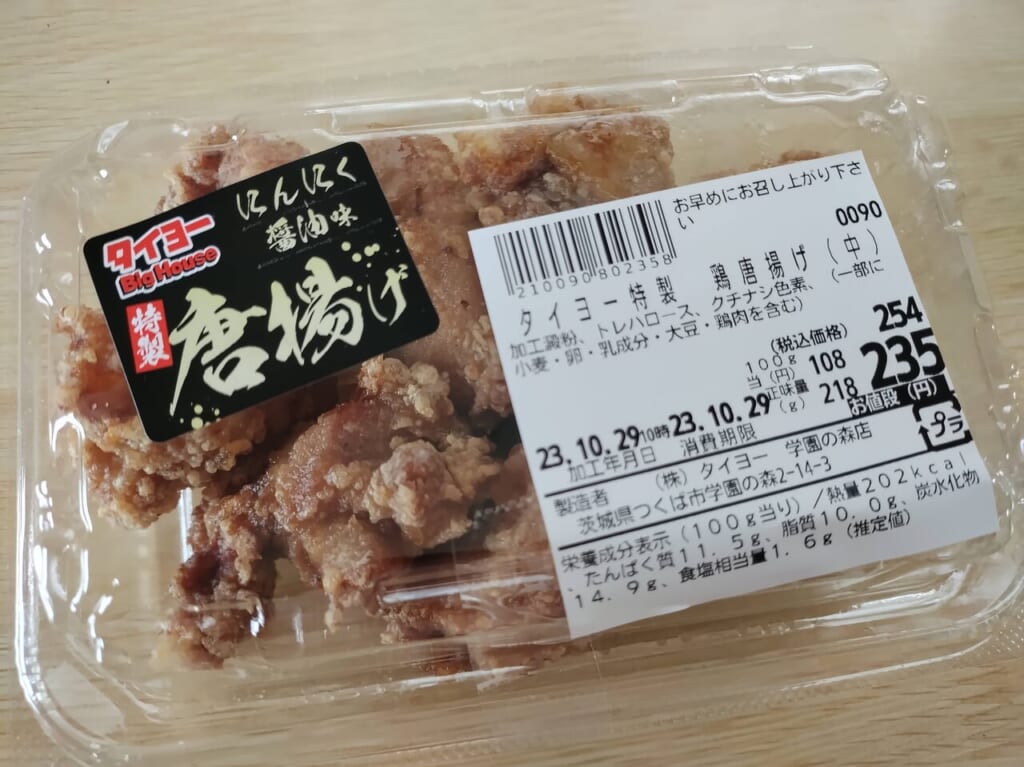 タイヨー
Big House
にんにく
醤油味
特製
唐揚げ
お早めにお召し上がり下さ
い
0090
210090802358
タイヨー特製 鶏唐揚げ(中)
加工澱粉、トレハロース、クチナシ色素、(一部に
小麦・卵・乳成分・大豆・鶏肉を含む)
(税込価格) 254
100g
当(円) 108
235
正味量
(g) 218
お値段(円)
23.10.29 10時 23.10.29
加工年月日 消費期限
プラ
製造者 (株)タイヨー 学園の森店
茨城県つくば市学園の森2-14-3
栄養成分表示(100g当り)/熱量202kcal
、たんぱく質11.5g、脂質10.0g、炭水化物
14.9g、食塩相当量1.6g(推定値)